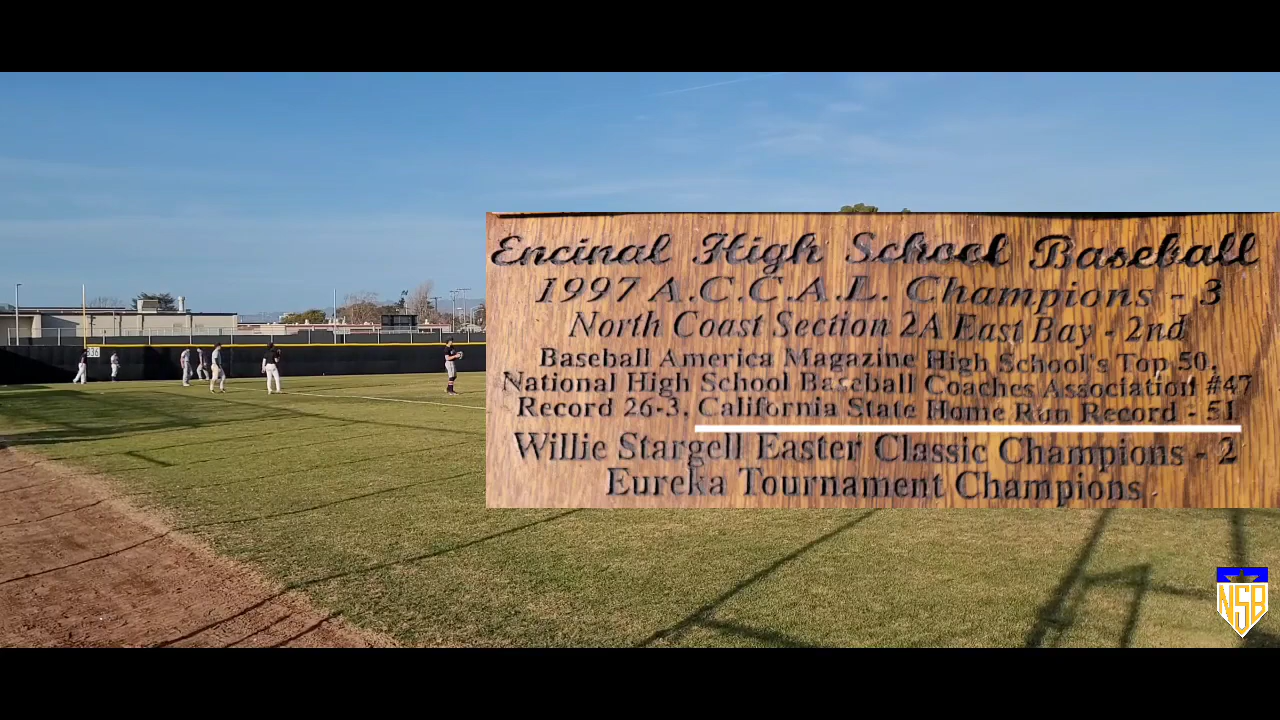 Encinal High School Baseball
1997 A.C.C.A.L. Champions - 3
North Coast Section 2A East Bay - 2nd
Baseball America Magazine High School's Top 50,
National High School Baseball Coaches Association #47
Record 26-3. California State Home Run Record - 51
Willie Stargell Easter Classic Champions - 2
Eureka Tournament Champions
336
NSB